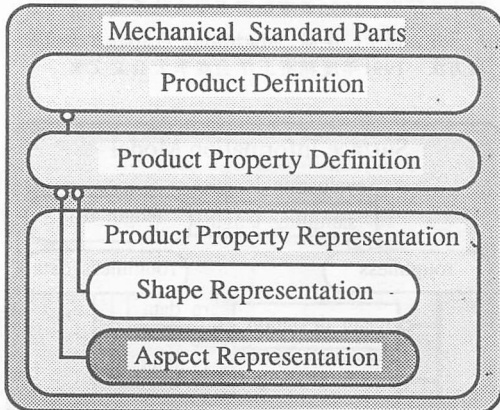 Mechanical Standard Parts
Product Definition
Product Property Definition
Product Property Representation
Shape Representation
Aspect Representation